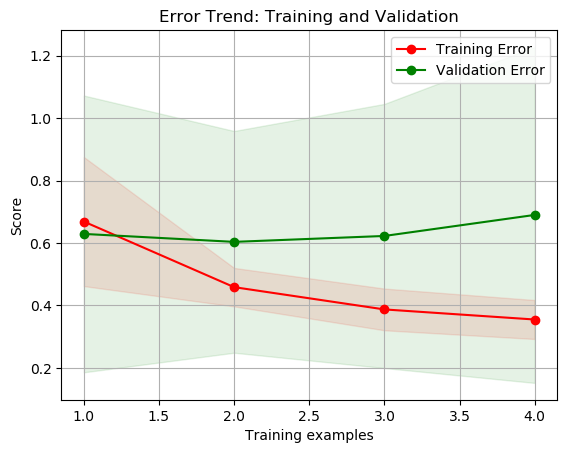 Error Trend: Training and Validation
Training Error
Validation Error
Score
1.2
1.0
0.8
0.6
0.4
0.2
1.0
1.5
2.0
2.5
3.0
3.5
4.0
Training examples